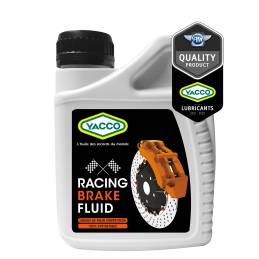 QUALITY
PRODUCT
YACCO
LUBRICANTS
YACCO
L'huile des records du monde
RACING
BRAKE
FLUID